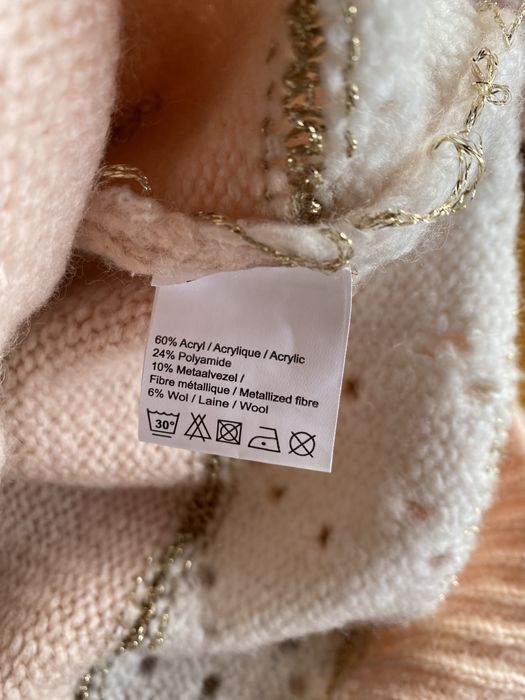 60% Acryl / Acrylique / Acrylic
24% Polyamide
10% Metaalvezel /
Fibre métallique / Metallized fibre
6% Wol / Laine / Wool
30°